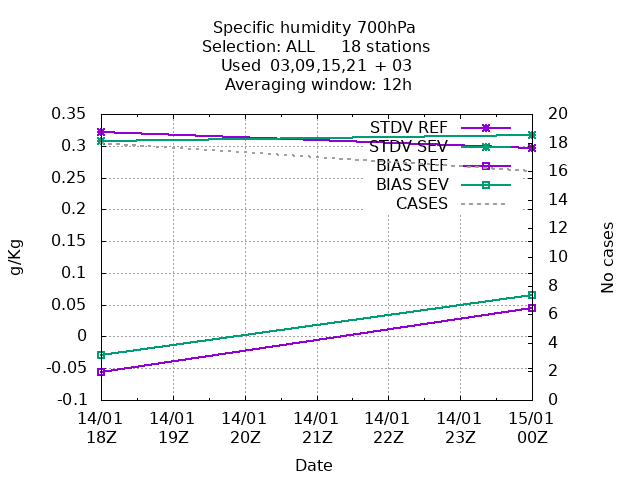 Specific humidity 700hPa
Selection: ALL     18 stations
Used  03,09,15,21  + 03
Averaging window: 12h
0.35
0.3
0.25
0.2
0.15
0.1
0.05
0
-0.05
-0.1
g/Kg
20
18
16
14
12
10
8
6
4
2
0
No cases
STDV REF
STDV SEV
BIAS REF
BIAS SEV
CASES
14/01 14/01 14/01 14/01 14/01 14/01 15/01
18Z 19Z 20Z 21Z 22Z 23Z 00Z
Date